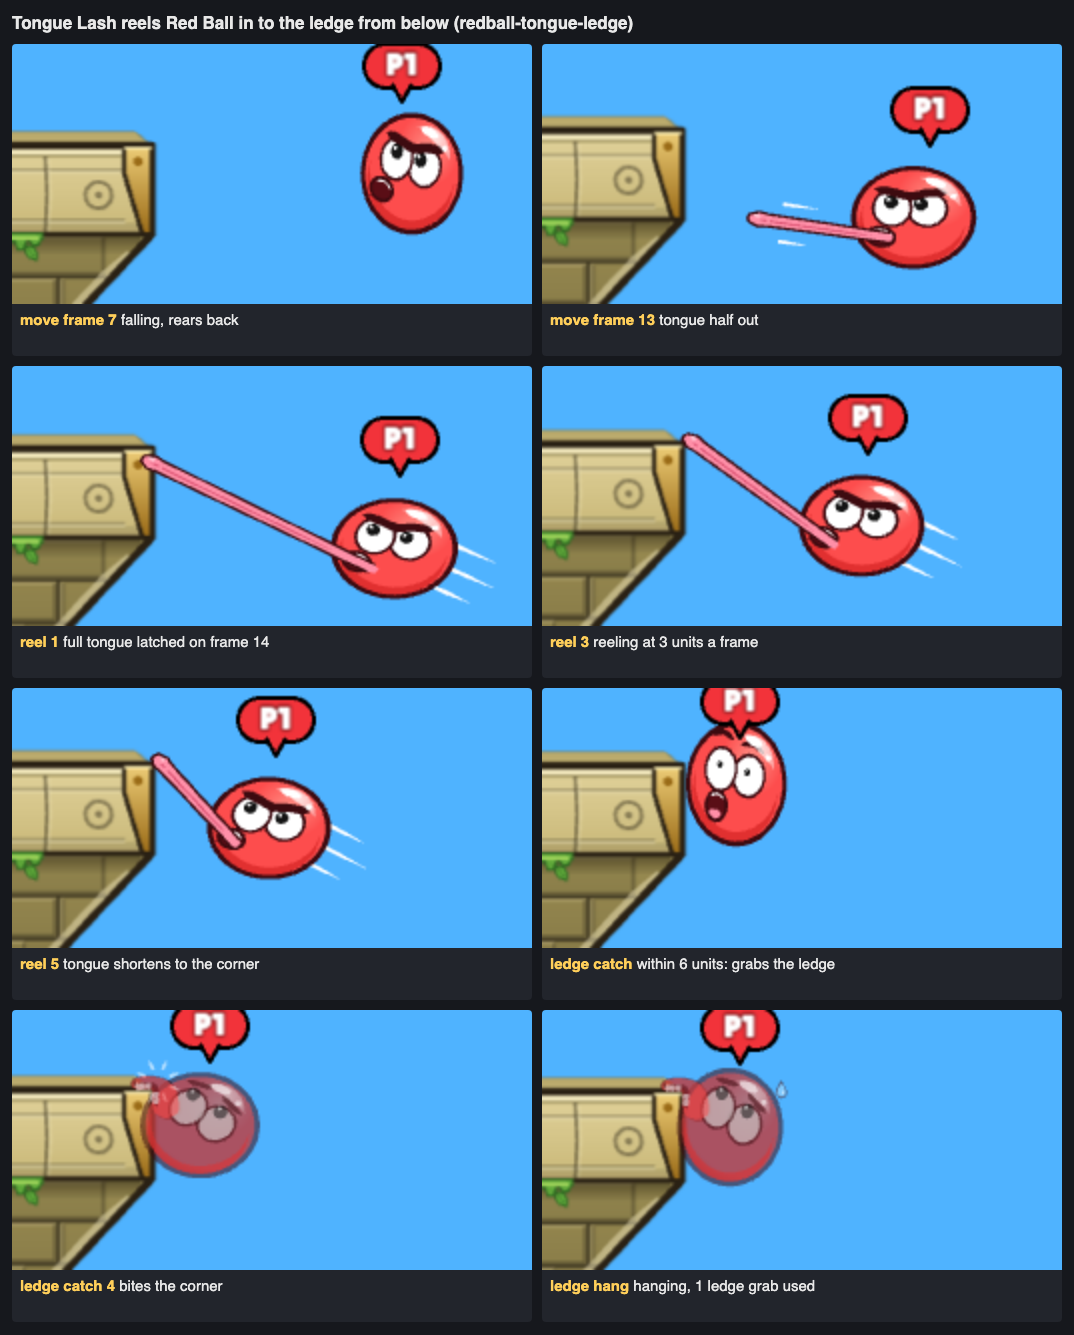 Tongue Lash reels Red Ball in to the ledge from below (redball-tongue-ledge)
P1
P1
move frame 7 falling, rears back
move frame 13 tongue half out
P1
P1
reel 1 full tongue latched on frame 14
reel 3 reeling at 3 units a frame
P1
P1
reel 5 tongue shortens to the corner
ledge catch within 6 units: grabs the ledge
P1
P1
ledge catch 4 bites the corner
ledge hang hanging, 1 ledge grab used